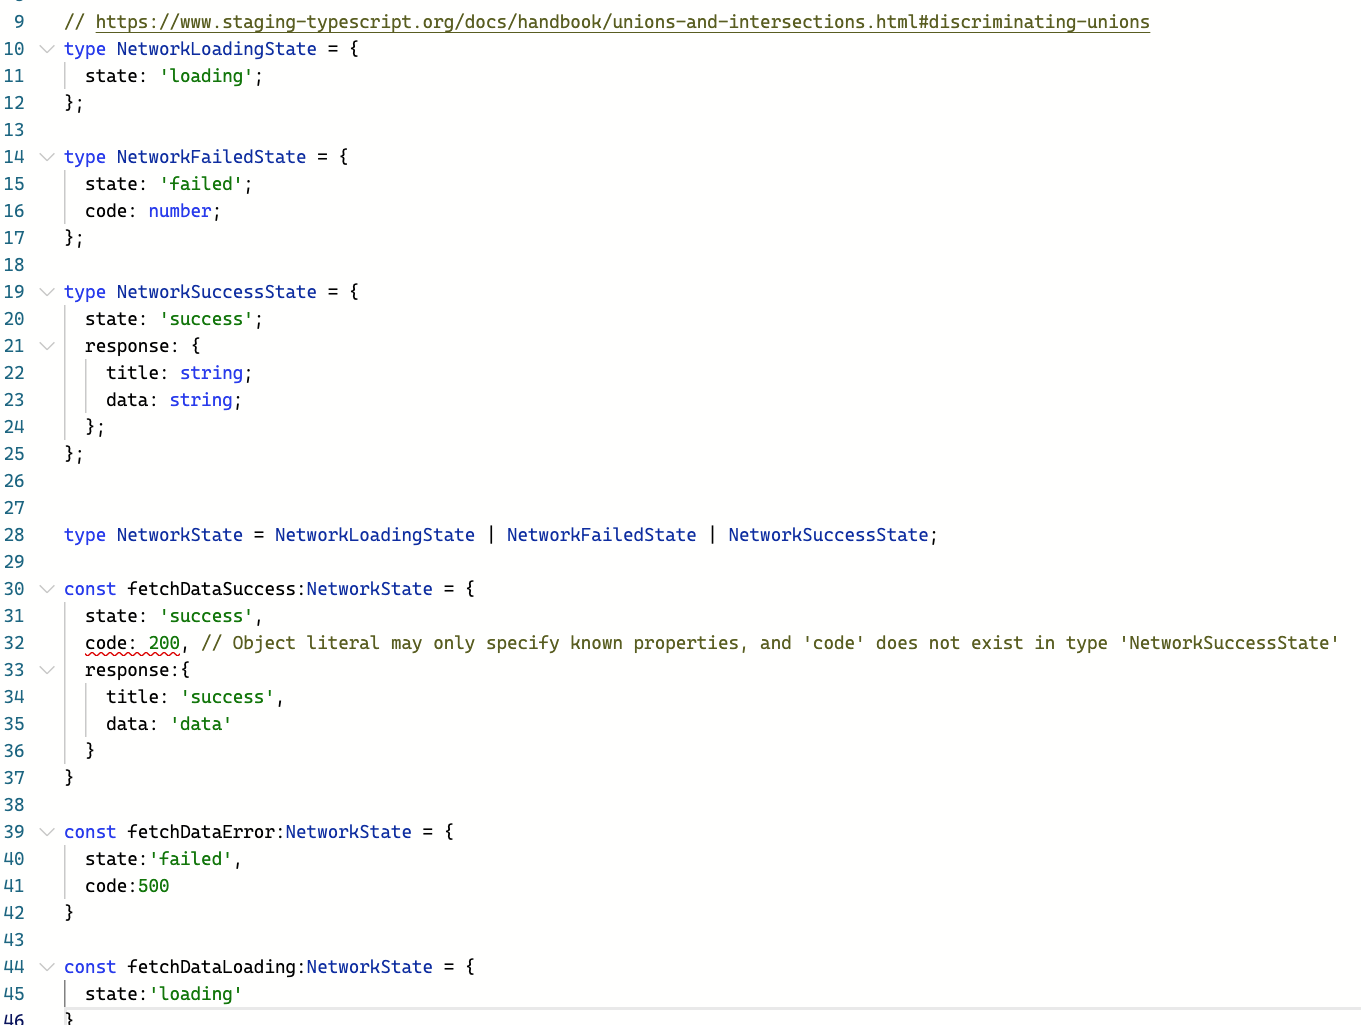 9 // https://www.staging-typescript.org/docs/handbook/unions-and-intersections.html#discriminating-unions
10 type NetworkLoadingState = {
11 state: 'loading';
12 };
13
14 type NetworkFailedState = {
15 state: 'failed';
16 code: number;
17 };
18
19 type NetworkSuccessState = {
20 state: 'success';
21 response: {
22 title: string;
23 data: string;
24 };
25 };
26
27
28 type NetworkState = NetworkLoadingState | NetworkFailedState | NetworkSuccessState;
29
30 const fetchDataSuccess:NetworkState = {
31 state: 'success',
32 code: 200, // Object literal may only specify known properties, and 'code' does not exist in type 'NetworkSuccessState'
33 response:{
34 title: 'success',
35 data: 'data'
36 }
37 }
38
39 const fetchDataError:NetworkState = {
40 state:'failed',
41 code:500
42 }
43
44 const fetchDataLoading:NetworkState = {
45 state:'loading'
46 }